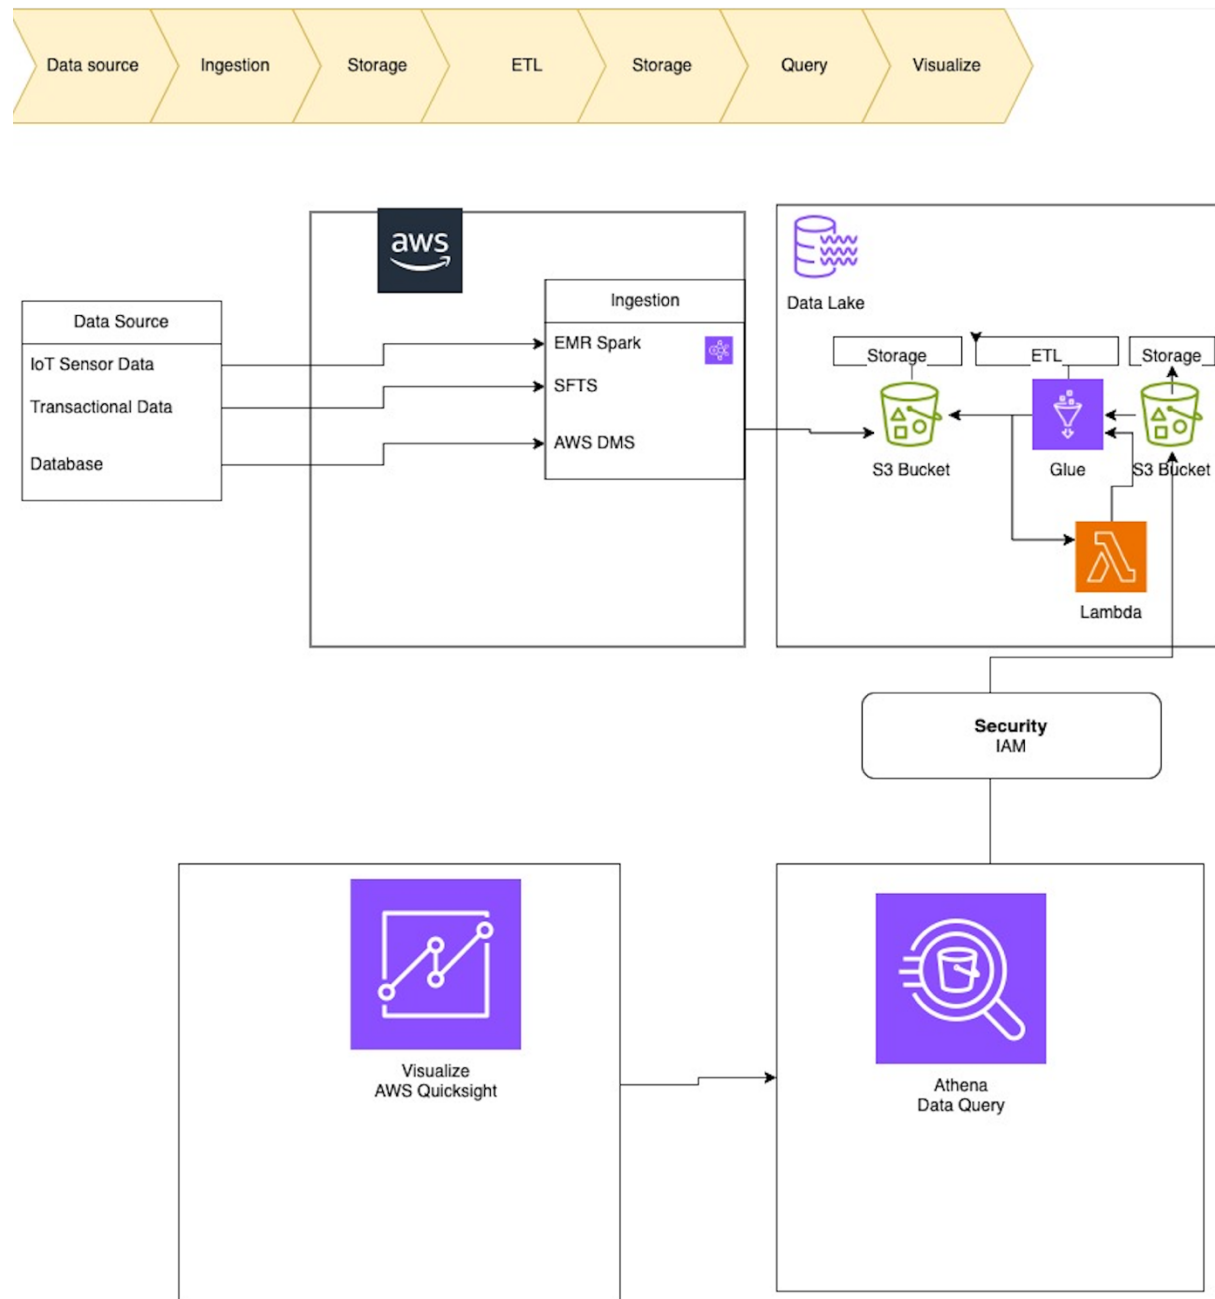 Data source
Ingestion
Storage
ETL
Storage
Query
Visualize
aws
Data Source
IoT Sensor Data
Transactional Data
Database
Ingestion
EMR Spark
SFTS
AWS DMS
Data Lake
Storage
ETL
Storage
S3 Bucket
Glue
S3 Bucket
Lambda
Security
IAM
Visualize
AWS Quicksight
Athena
Data Query